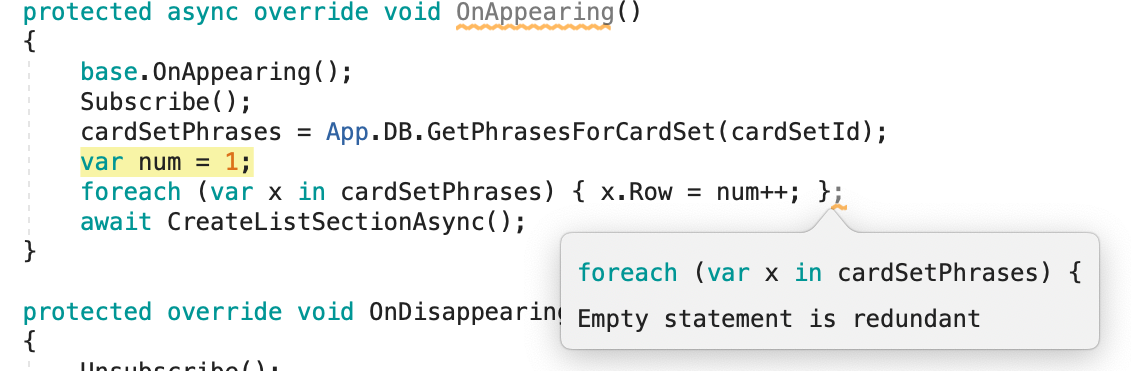 protected async override void OnAppearing()
{
base.OnAppearing();
Subscribe();
cardSetPhrases = App.DB.GetPhrasesForCardSet(cardSetId);
var num = 1;
foreach (var x in cardSetPhrases) { x.Row = num++; };
await CreateListSectionAsync();
}
foreach (var x in cardSetPhrases) {
Empty statement is redundant
protected override void OnDisappearing
{
Unsubscribe();